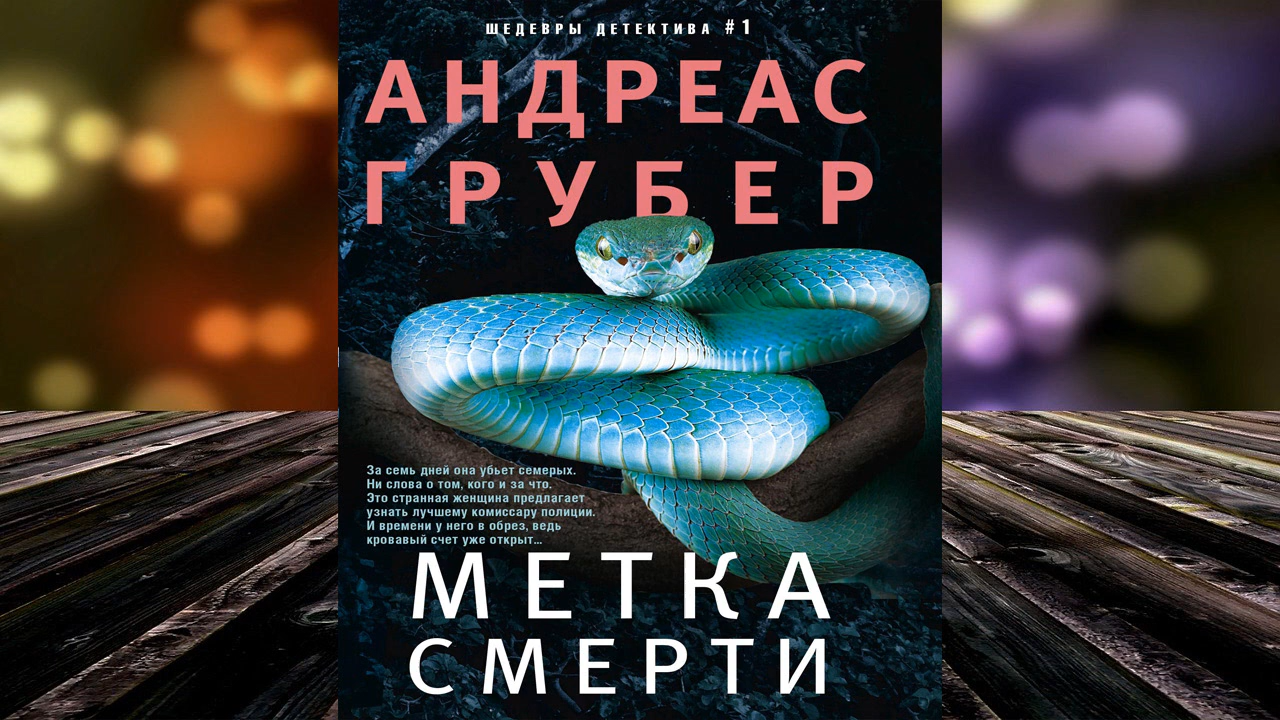 ШЕДЕВРЫ ДЕТЕКТИВА #1
АНДРЕАС
ГРУБЕР
За семь дней она убьет семерых.
Ни слова о том, кого и за что.
Это странная женщина предлагает
узнать лучшему комиссару полиции.
И времени у него в обрез, ведь
кровавый счет уже открыт...
МЕТКА
СМЕРТИ